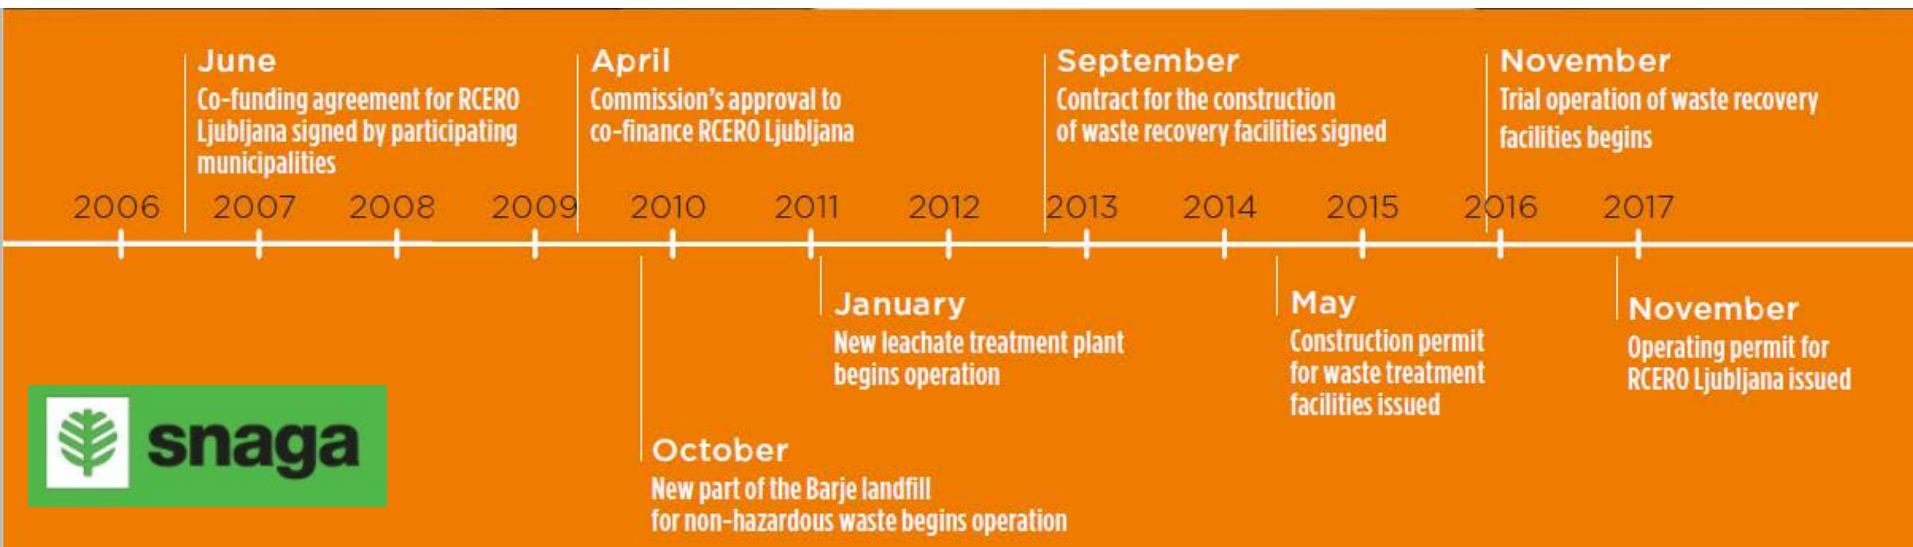 June
Co-funding agreement for RCERO
Ljubljana signed by participating
municipalities
April
Commission's approval to
co-finance RCERO Ljubljana
September
Contract for the construction
of waste recovery facilities signed
November
Trial operation of waste recovery
facilities begins
2006 2007 2008 2009 2010 2011 2012 2013 2014 2015 2016 2017
January
New leachate treatment plant
begins operation
May
Construction permit
for waste treatment
facilities issued
November
Operating permit for
RCERO Ljubljana issued
October
New part of the Barje landfill
for non-hazardous waste begins operation
snaga